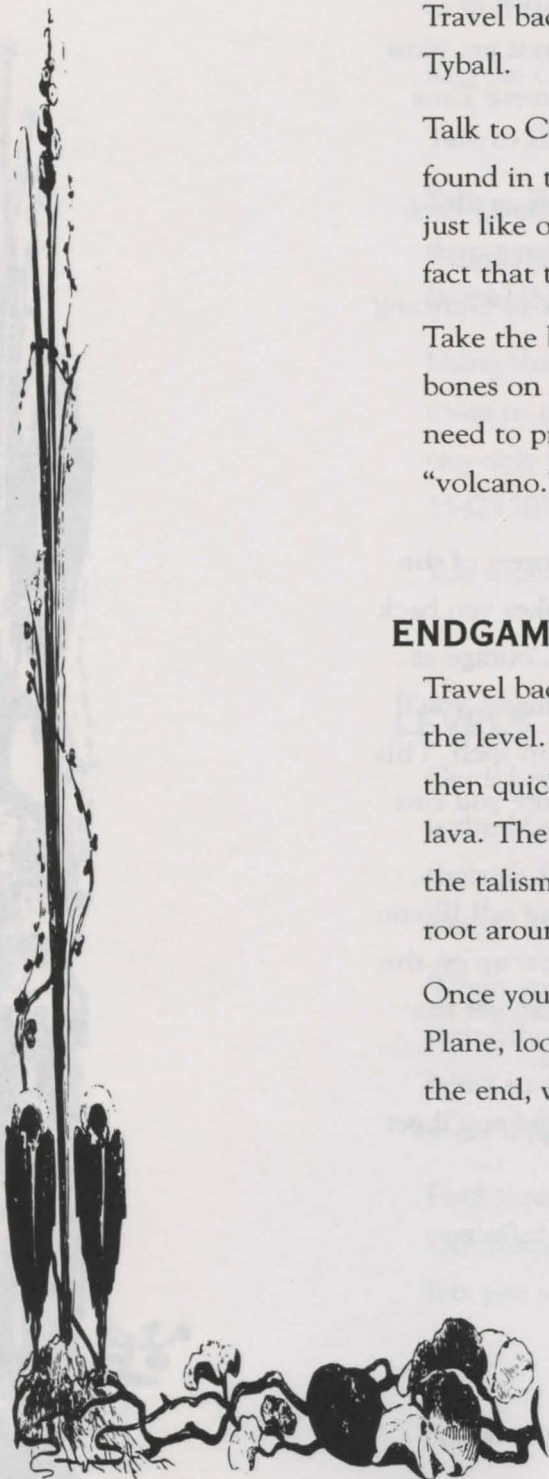 Travel bac
Tyball.
Talk to C
found in t
just like o
fact that t
Take the b
bones on
need to pr
“volcano.”
ENDGAM
Travel bac
the level.
then quic
lava. The
the talism
root aroun
Once you
Plane, loo
the end, w